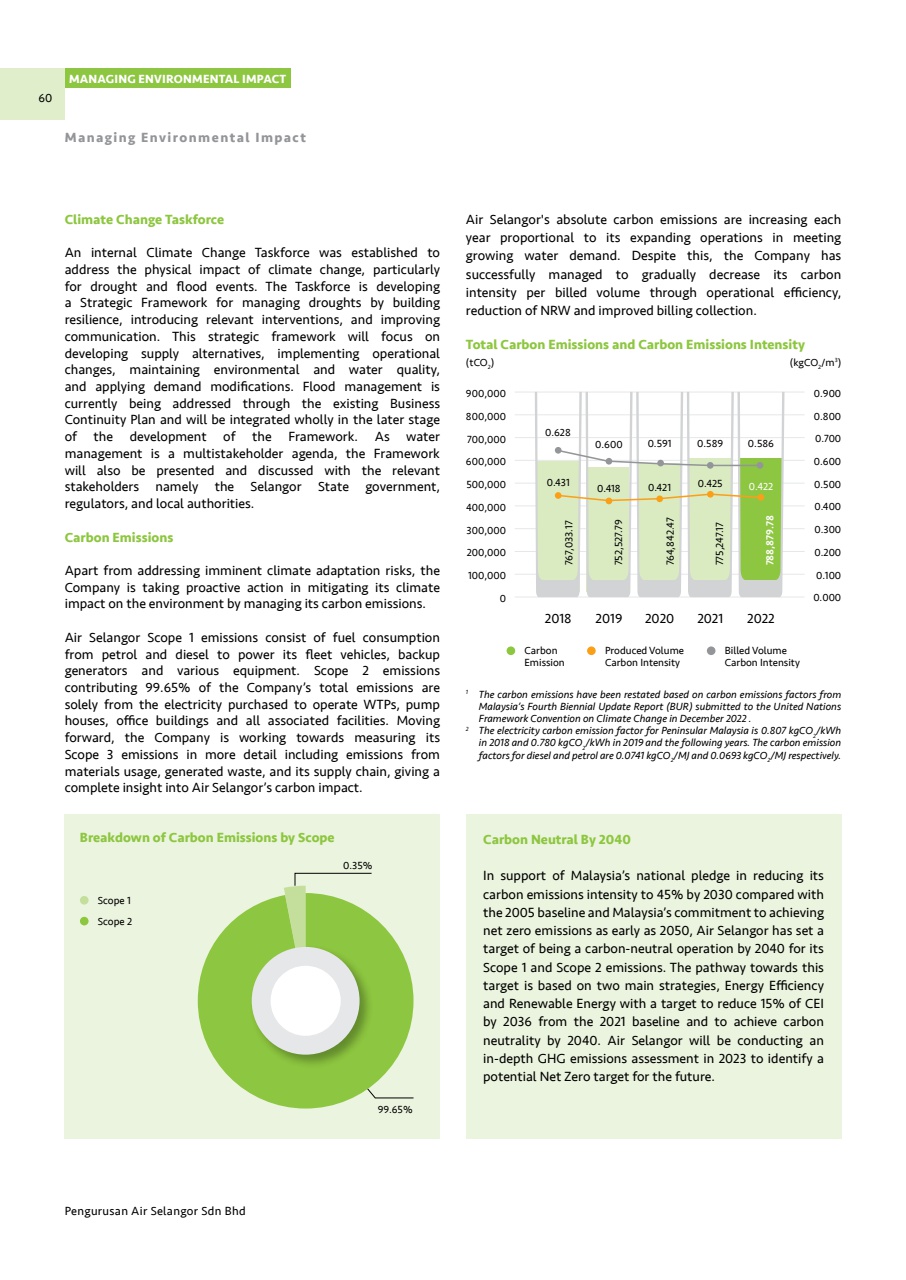 MANAGING ENVIRONMENTAL IMPACT
60
Managing Environmental Impact
Climate Change Taskforce
An internal Climate Change Taskforce was established to
address the physical impact of climate change, particularly
for drought and flood events. The Taskforce is developing
a Strategic Framework for managing droughts by building
resilience, introducing relevant interventions, and improving
communication. This strategic framework will focus on
developing supply alternatives, implementing operational
changes, maintaining environmental and water quality,
and applying demand modifications. Flood management is
currently being addressed through the existing Business
Continuity Plan and will be integrated wholly in the later stage
of the development of the Framework. As water
management is a multistakeholder agenda, the Framework
will also be presented and discussed with the relevant
stakeholders namely the Selangor State government,
regulators, and local authorities.
Carbon Emissions
Apart from addressing imminent climate adaptation risks, the
Company is taking proactive action in mitigating its climate
impact on the environment by managing its carbon emissions.
Air Selangor Scope 1 emissions consist of fuel consumption
from petrol and diesel to power its fleet vehicles, backup
generators and various equipment. Scope 2 emissions
contributing 99.65% of the Company's total emissions are
solely from the electricity purchased to operate WTPs, pump
houses, office buildings and all associated facilities. Moving
forward, the Company is working towards measuring its
Scope 3 emissions in more detail including emissions from
materials usage, generated waste, and its supply chain, giving a
complete insight into Air Selangor's carbon impact.
Air Selangor's absolute carbon emissions are increasing each
year proportional to its expanding operations in meeting
growing water demand. Despite this, the Company has
successfully managed to gradually decrease its carbon
intensity per billed volume through operational efficiency,
reduction of NRW and improved billing collection.
Total Carbon Emissions and Carbon Emissions Intensity
(tCO₂) (kgCO₂/m³)
900,000 0.900
800,000 0.800
700,000 0.700
600,000 0.600
500,000 0.500
400,000 0.400
300,000 0.300
200,000 0.200
100,000 0.100
0 0.000
0.628 0.600 0.591 0.589 0.586
0.431 0.418 0.421 0.425 0.422
767,033.17 752,527.79 764,842.47 775,247.17 788,879.78
2018 2019 2020 2021 2022
Carbon Emission
Produced Volume Carbon Intensity
Billed Volume Carbon Intensity
¹ The carbon emissions have been restated based on carbon emissions factors from
Malaysia's Fourth Biennial Update Report (BUR) submitted to the United Nations
Framework Convention on Climate Change in December 2022 .
² The electricity carbon emission factor for Peninsular Malaysia is 0.807 kgCO₂/kWh
in 2018 and 0.780 kgCO₂/kWh in 2019 and the following years. The carbon emission
factors for diesel and petrol are 0.0741 kgCO₂/MJ and 0.0693 kgCO₂/MJ respectively.
Breakdown of Carbon Emissions by Scope
0.35%
Scope 1
Scope 2
99.65%
Carbon Neutral By 2040
In support of Malaysia's national pledge in reducing its
carbon emissions intensity to 45% by 2030 compared with
the 2005 baseline and Malaysia's commitment to achieving
net zero emissions as early as 2050, Air Selangor has set a
target of being a carbon-neutral operation by 2040 for its
Scope 1 and Scope 2 emissions. The pathway towards this
target is based on two main strategies, Energy Efficiency
and Renewable Energy with a target to reduce 15% of CEI
by 2036 from the 2021 baseline and to achieve carbon
neutrality by 2040. Air Selangor will be conducting an
in-depth GHG emissions assessment in 2023 to identify a
potential Net Zero target for the future.
Pengurusan Air Selangor Sdn Bhd